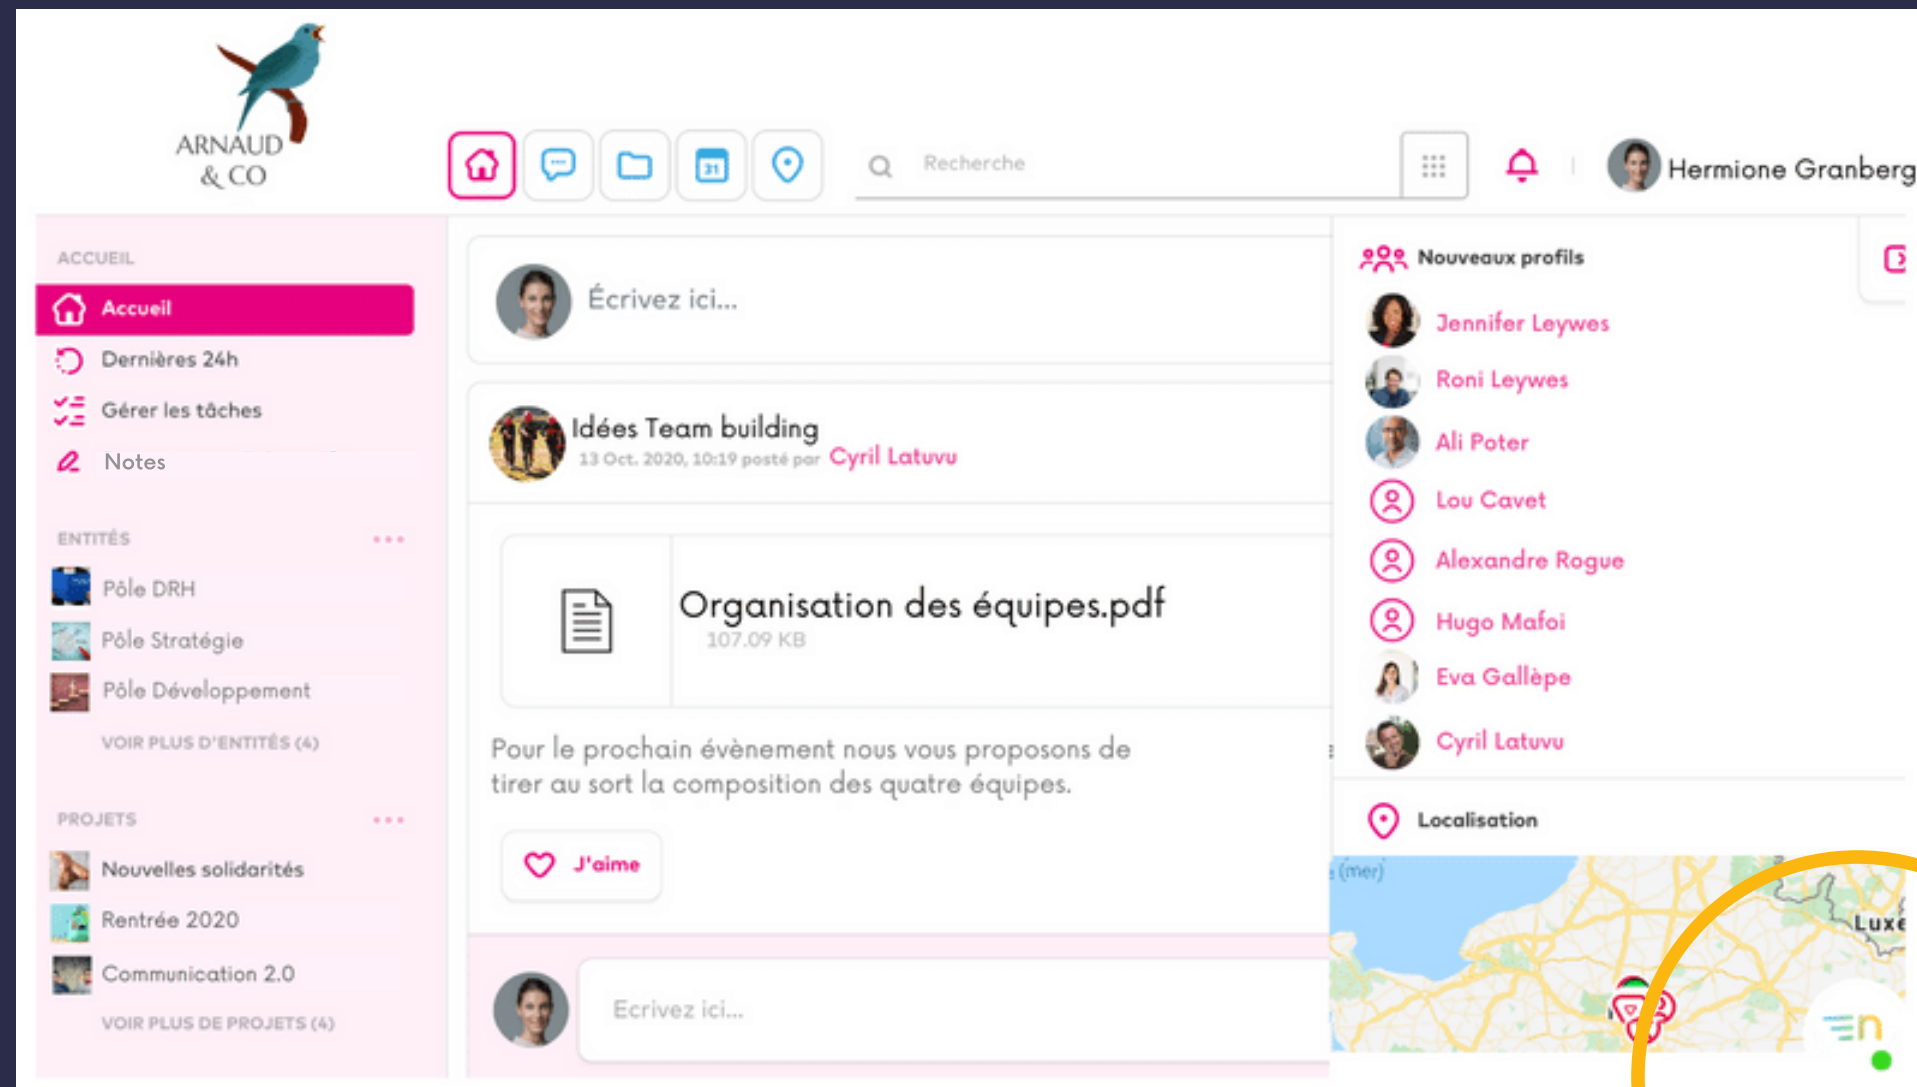 ARNAUD
& CO
31
Recherche
Hermione Granberg
ACCUEIL
Accueil
Dernières 24h
Gérer les tâches
Notes
ENTITÉS
Pôle DRH
Pôle Stratégie
Pôle Développement
VOIR PLUS D'ENTITÉS (4)
PROJETS
Nouvelles solidarités
Rentrée 2020
Communication 2.0
VOIR PLUS DE PROJETS (4)
Écrivez ici...
Idées Team building
13 Oct. 2020, 10:19 posté par Cyril Latuvu
Organisation des équipes.pdf
107.09 KB
Pour le prochain évènement nous vous proposons de
tirer au sort la composition des quatre équipes.
J'aime
Ecrivez ici...
Nouveaux profils
Jennifer Leywes
Roni Leywes
Ali Poter
Lou Cavet
Alexandre Rogue
Hugo Mafoi
Eva Gallèpe
Cyril Latuvu
Localisation
(mer)
Luxe
n